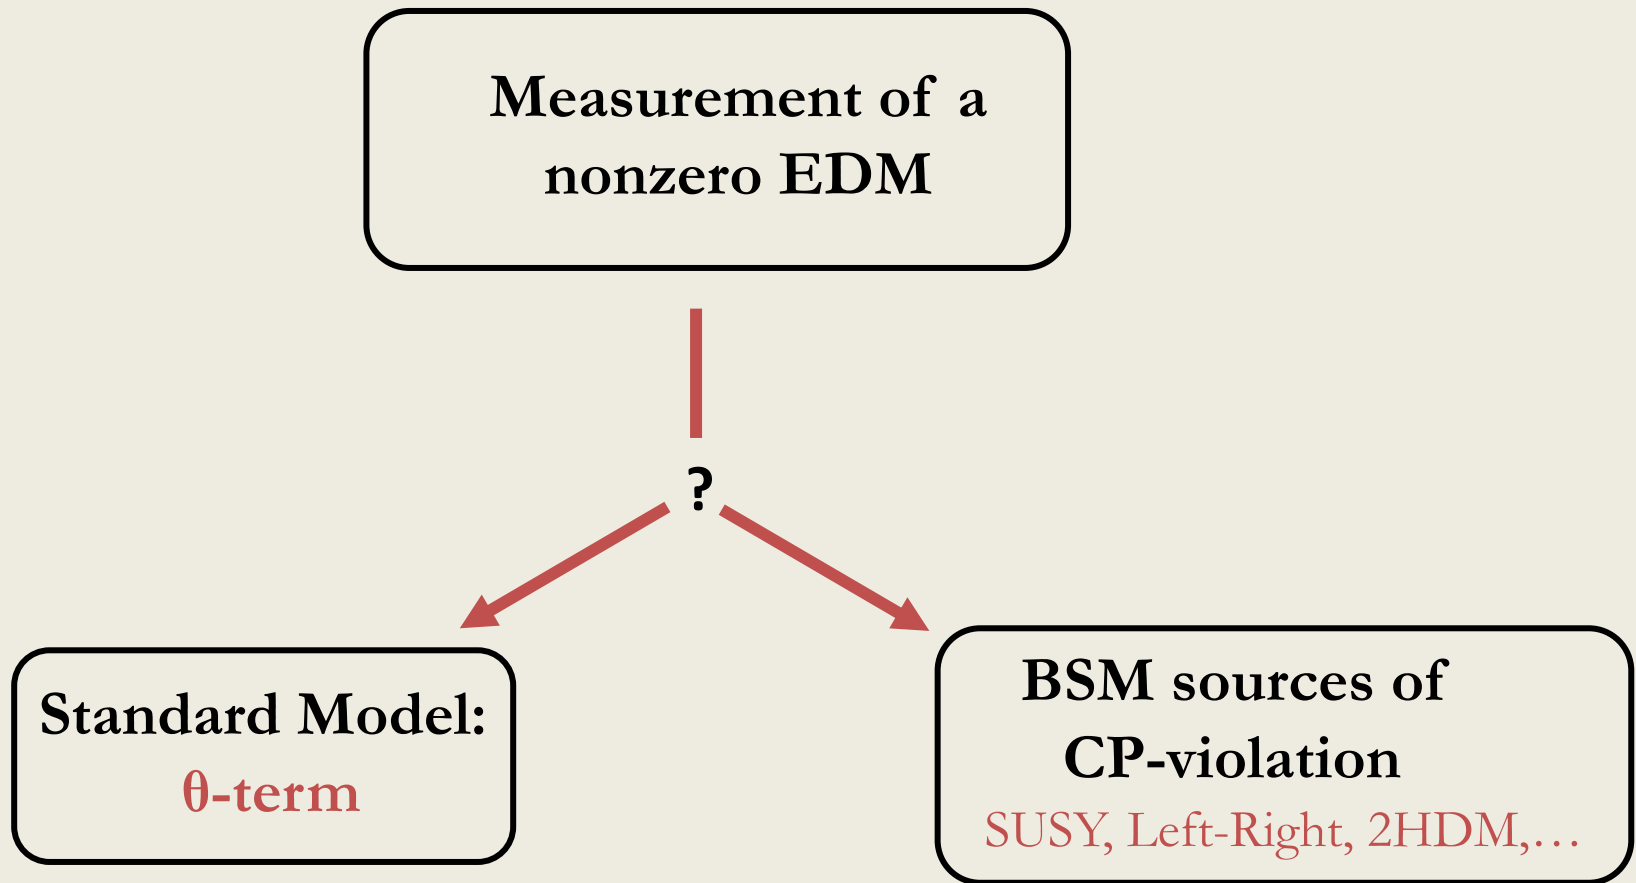 Measurement of a
nonzero EDM
?
Standard Model:
θ-term
BSM sources of
CP-violation
SUSY, Left-Right, 2HDM,…